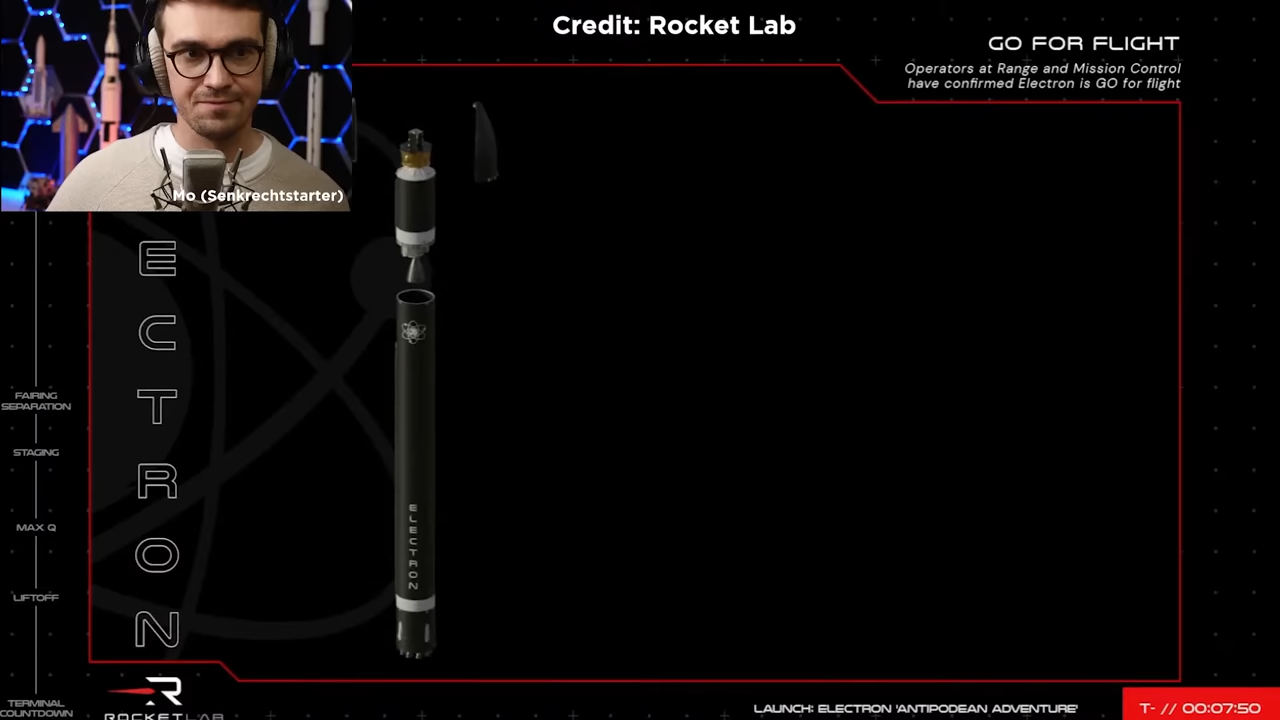 Credit: Rocket Lab
GO FOR FLIGHT
Operators at Range and Mission Control
have confirmed Electron is GO for flight
Mo (Senkrechtstarter)
E
C
T
R
O
N
ELECTRON
FAIRING
SEPARATION
STAGING
MAX Q
LIFTOFF
TERMINAL
COUNTDOWN
ROCKETLAB
LAUNCH: ELECTRON 'ANTIPODEAN ADVENTURE'
T- // 00:07:50